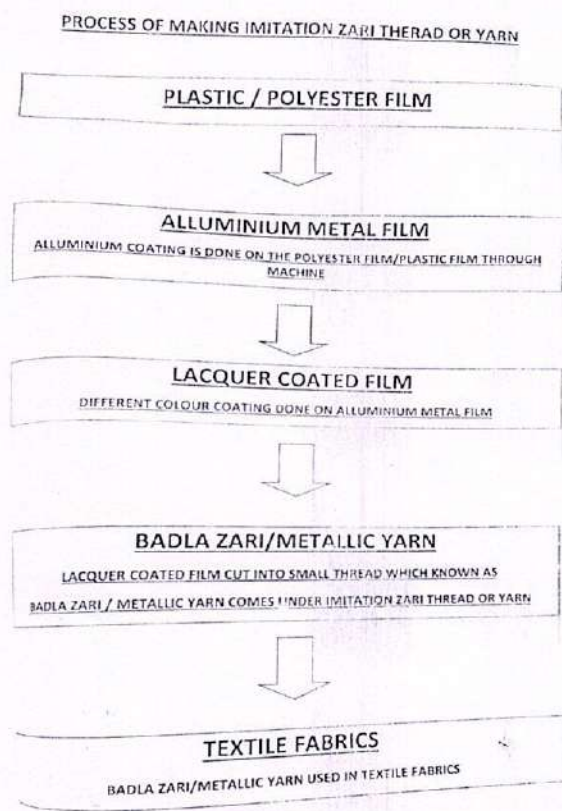 PROCESS OF MAKING IMITATION ZARI THERAD OR YARN
PLASTIC / POLYESTER FILM
ALLUMINIUM METAL FILM
ALLUMINIUM COATING IS DONE ON THE POLYESTER FILM/PLASTIC FILM THROUGH
MACHINE
LACQUER COATED FILM
DIFFERENT COLOUR COATING DONE ON ALLUMINIUM METAL FILM
BADLA ZARI/METALLIC YARN
LACQUER COATED FILM CUT INTO SMALL THREAD WHICH KNOWN AS
BADLA ZARI / METALLIC YARN COMES UNDER IMITATION ZARI THREAD OR YARN
TEXTILE FABRICS
BADLA ZARI/METALLIC YARN USED IN TEXTILE FABRICS